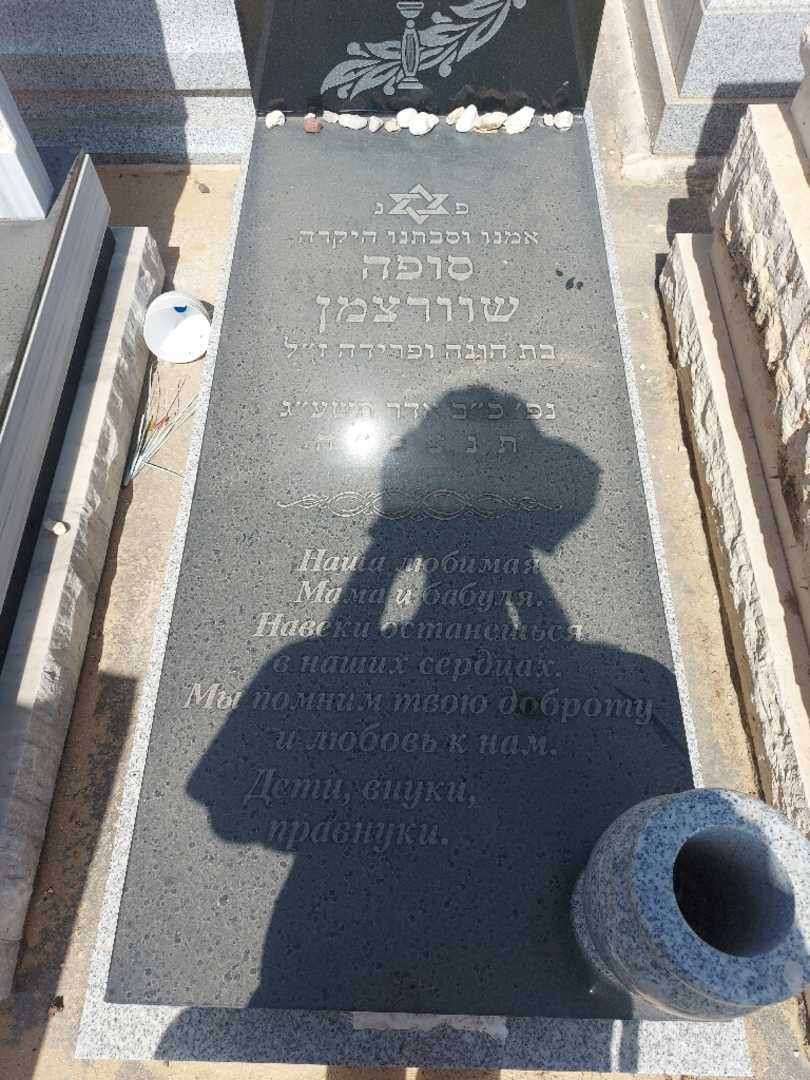 פ נ
אמנו וסבתנו היקרה
סופה
שוורצמן
בת חונה ופרידה ז״ל
נפ׳ כ״ב אדר תשע״ג
ת נ צ ב ״ ה
Наша любимая
Мама и бабуля.
Навеки останешься
в наших сердцах.
Мы помним твою доброту
и любовь к нам.
Дети, внуки,
правнуки.